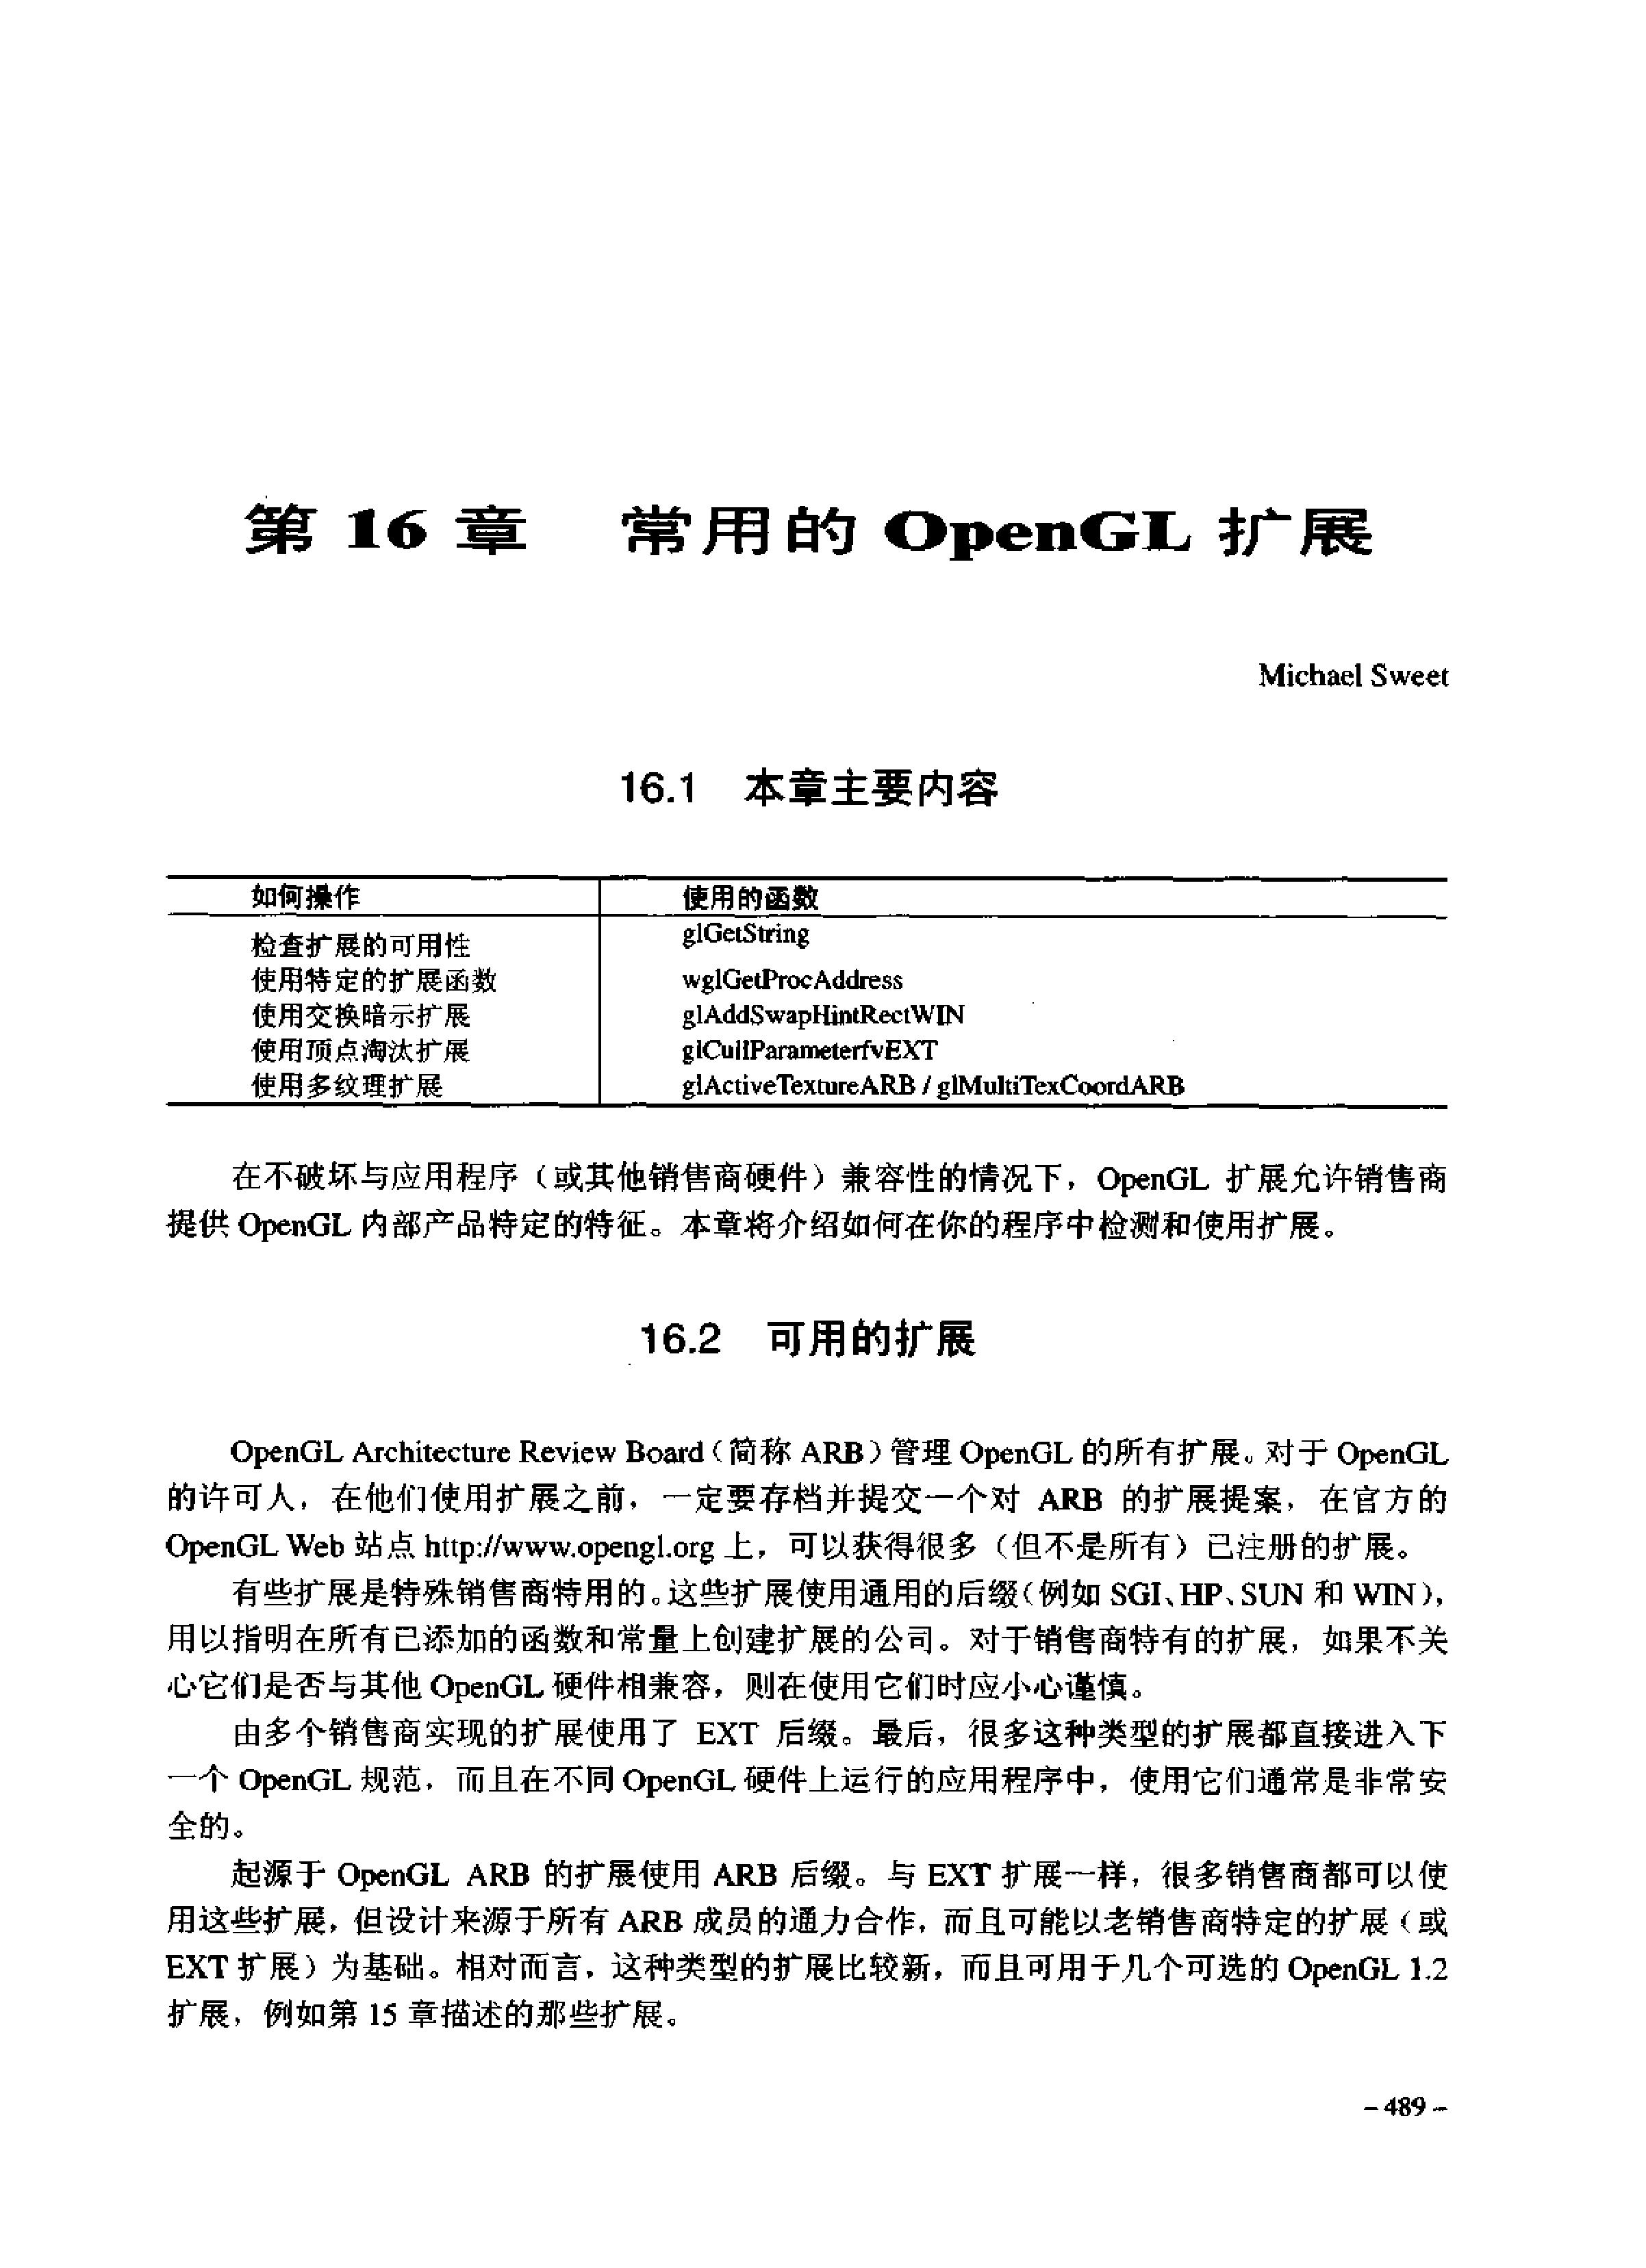 第 16 章 常用的 OpenGL 扩展
Michael Sweet
16.1 本章主要内容
如何操作 使用的函数
检查扩展的可用性 glGetString
使用特定的扩展函数 wglGetProcAddress
使用交换暗示扩展 glAddSwapHintRectWIN
使用顶点淘汰扩展 glCullParameterfvEXT
使用多纹理扩展 glActiveTextureARB / glMultiTexCoordARB
在不破坏与应用程序（或其他销售商硬件）兼容性的情况下，OpenGL 扩展允许销售商
提供 OpenGL 内部产品特定的特征。本章将介绍如何在你的程序中检测和使用扩展。
16.2 可用的扩展
OpenGL Architecture Review Board（简称 ARB）管理 OpenGL 的所有扩展。对于 OpenGL
的许可人，在他们使用扩展之前，一定要存档并提交一个对 ARB 的扩展提案，在官方的
OpenGL Web 站点 http://www.opengl.org 上，可以获得很多（但不是所有）已注册的扩展。
有些扩展是特殊销售商特用的。这些扩展使用通用的后缀（例如 SGI、HP、SUN 和 WIN），
用以指明在所有已添加的函数和常量上创建扩展的公司。对于销售商特有的扩展，如果不关
心它们是否与其他 OpenGL 硬件相兼容，则在使用它们时应小心谨慎。
由多个销售商实现的扩展使用了 EXT 后缀。最后，很多这种类型的扩展都直接进入下
一个 OpenGL 规范，而且在不同 OpenGL 硬件上运行的应用程序中，使用它们通常是非常安
全的。
起源于 OpenGL ARB 的扩展使用 ARB 后缀。与 EXT 扩展一样，很多销售商都可以使
用这些扩展，但设计来源于所有 ARB 成员的通力合作，而且可能以老销售商特定的扩展（或
EXT 扩展）为基础。相对而言，这种类型的扩展比较新，而且可用于几个可选的 OpenGL 1.2
扩展，例如第 15 章描述的那些扩展。
– 489 –